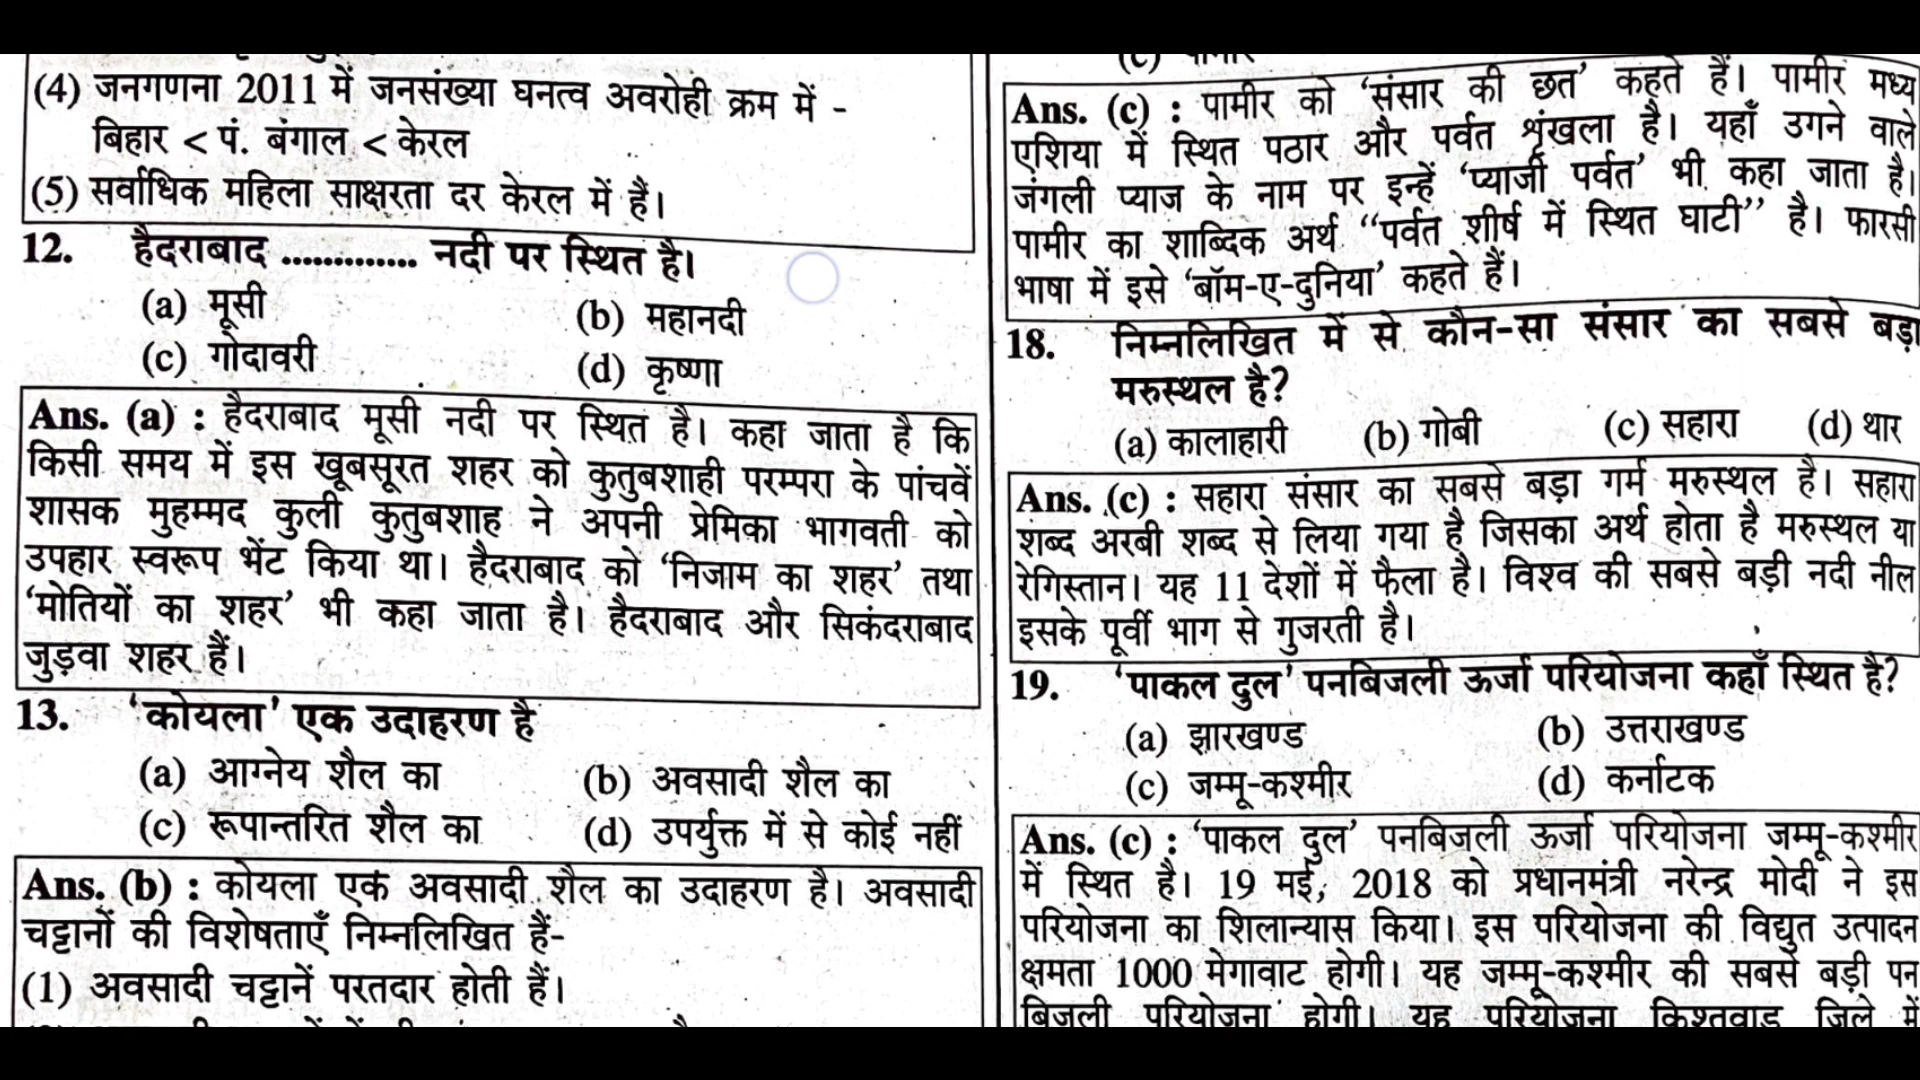 (4) जनगणना 2011 में जनसंख्या घनत्व अवरोही क्रम में -
बिहार < पं. बंगाल < केरल
(5) सर्वाधिक महिला साक्षरता दर केरल में है।
12. हैदराबाद ............. नदी पर स्थित है।
(a) मूसी (b) महानदी
(c) गोदावरी (d) कृष्णा
Ans. (a) : हैदराबाद मूसी नदी पर स्थित है। कहा जाता है कि
किसी समय में इस खूबसूरत शहर को कुतुबशाही परम्परा के पांचवें
शासक मुहम्मद कुली कुतुबशाह ने अपनी प्रेमिका भागवती को
उपहार स्वरूप भेंट किया था। हैदराबाद को ‘निजाम का शहर’ तथा
‘मोतियों का शहर’ भी कहा जाता है। हैदराबाद और सिकंदराबाद
जुड़वा शहर हैं।
13. ‘कोयला’ एक उदाहरण है
(a) आग्नेय शैल का (b) अवसादी शैल का
(c) रूपान्तरित शैल का (d) उपर्युक्त में से कोई नहीं
Ans. (b) : कोयला एक अवसादी शैल का उदाहरण है। अवसादी
चट्टानों की विशेषताएँ निम्नलिखित हैं-
(1) अवसादी चट्टानें परतदार होती हैं।
Ans. (c) : पामीर को ‘संसार की छत’ कहते हैं। पामीर मध्य
एशिया में स्थित पठार और पर्वत श्रृंखला है। यहाँ उगने वाले
जंगली प्याज के नाम पर इन्हें ‘प्याजी पर्वत’ भी कहा जाता है।
पामीर का शाब्दिक अर्थ “पर्वत शीर्ष में स्थित घाटी” है। फारसी
भाषा में इसे ‘बॉम-ए-दुनिया’ कहते हैं।
18. निम्नलिखित में से कौन-सा संसार का सबसे बड़ा
मरुस्थल है?
(a) कालाहारी (b) गोबी (c) सहारा (d) थार
Ans. (c) : सहारा संसार का सबसे बड़ा गर्म मरुस्थल है। सहारा
शब्द अरबी शब्द से लिया गया है जिसका अर्थ होता है मरुस्थल या
रेगिस्तान। यह 11 देशों में फैला है। विश्व की सबसे बड़ी नदी नील
इसके पूर्वी भाग से गुजरती है।
19. ‘पाकल दुल’ पनबिजली ऊर्जा परियोजना कहाँ स्थित है?
(a) झारखण्ड (b) उत्तराखण्ड
(c) जम्मू-कश्मीर (d) कर्नाटक
Ans. (c) : ‘पाकल दुल’ पनबिजली ऊर्जा परियोजना जम्मू-कश्मीर
में स्थित है। 19 मई, 2018 को प्रधानमंत्री नरेन्द्र मोदी ने इस
परियोजना का शिलान्यास किया। इस परियोजना की विद्युत उत्पादन
क्षमता 1000 मेगावाट होगी। यह जम्मू-कश्मीर की सबसे बड़ी पन
बिजली परियोजना होगी। यह परियोजना किश्तवाड़ जिले में